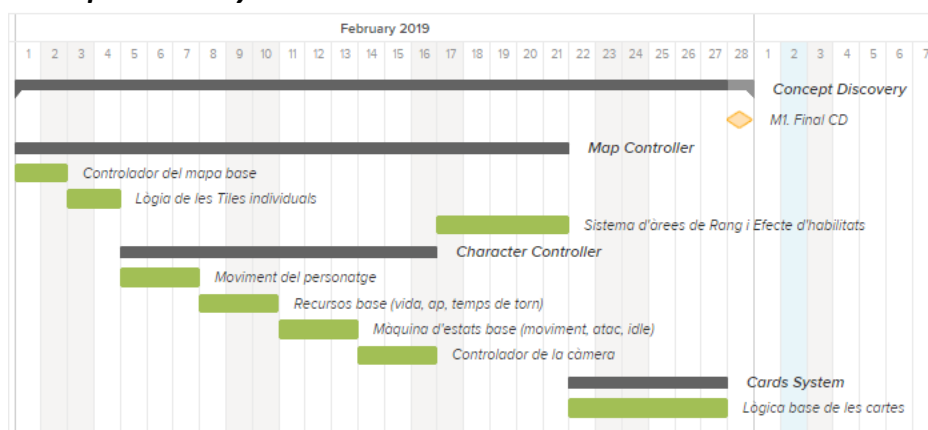 February 2019
1 2 3 4 5 6 7 8 9 10 11 12 13 14 15 16 17 18 19 20 21 22 23 24 25 26 27 28 1 2 3 4 5 6 7
Concept Discovery
M1. Final CD
Map Controller
Controlador del mapa base
Lògia de les Tiles individuals
Sistema d'àrees de Rang i Efecte d'habilitats
Character Controller
Moviment del personatge
Recursos base (vida, ap, temps de torn)
Màquina d'estats base (moviment, atac, idle)
Controlador de la càmera
Cards System
Lògica base de les cartes